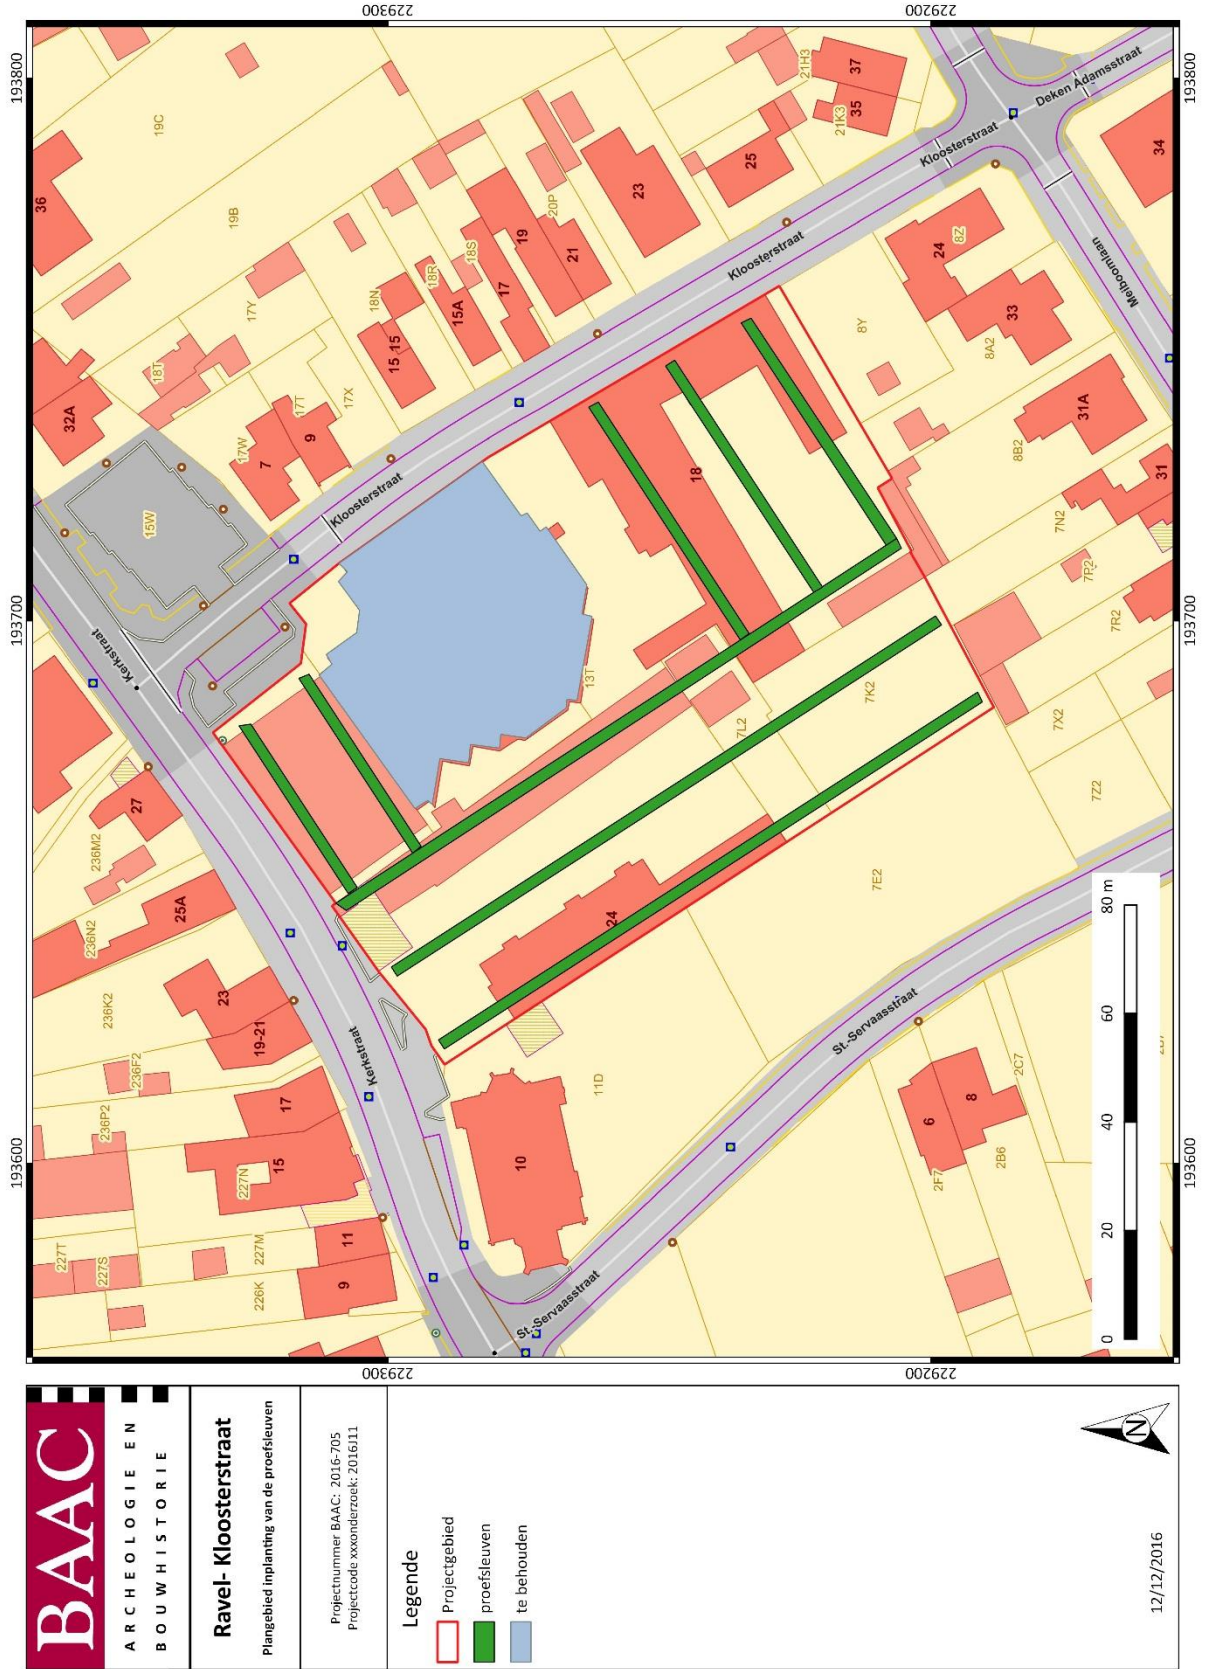 BAAC
ARCHEOLOGIE EN
BOUWHISTORIE
Ravel- Kloosterstraat
Plangebied inplanting van de proefsleuven
Projectnummer BAAC: 2016-705
Projectcode xxxonderzoek: 2016J11
Legende
Projectgebied
proefsleuven
te behouden
12/12/2016
N
193600
193700
193800
229300
229200
229300
229200
193600
193700
193800
36
19C
19B
32A
18T
17Y
17W
17T
17X
7
9
15W
18N
15
15
18R
15A
18S
17
19
20P
21
23
25
21H3
21K3
35
37
34
Kerkstraat
Kloosterstraat
Kloosterstraat
Kloosterstraat
Deken Adamsstraat
Meiboomlaan
24
8Z
33
8Y
8A2
31A
8B2
31
7N2
7P2
7R2
7X2
7Z2
7E2
7K2
7L2
13T
18
24
27
236M2
236N2
25A
236K2
23
19-21
236F2
236P2
17
15
227N
227T
227S
227M
11
226K
9
Kerkstraat
10
11D
St.-Servaasstraat
St.-Servaasstraat
6
8
2F7
2B6
2C7
0
20
40
60
80 m